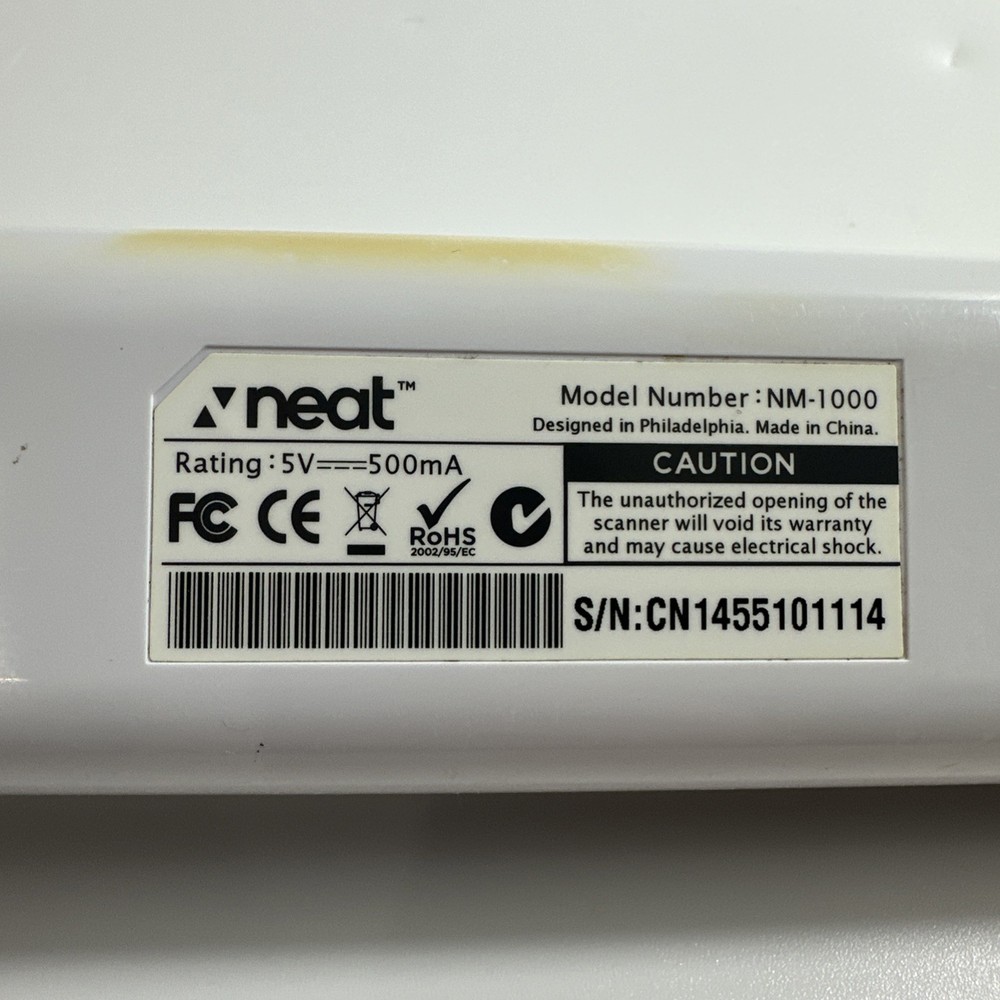 neat™
Model Number : NM-1000
Designed in Philadelphia. Made in China.
Rating : 5V⎓500mA
FC CE
RoHS
2002/95/EC
CAUTION
The unauthorized opening of the
scanner will void its warranty
and may cause electrical shock.
S/N:CN1455101114